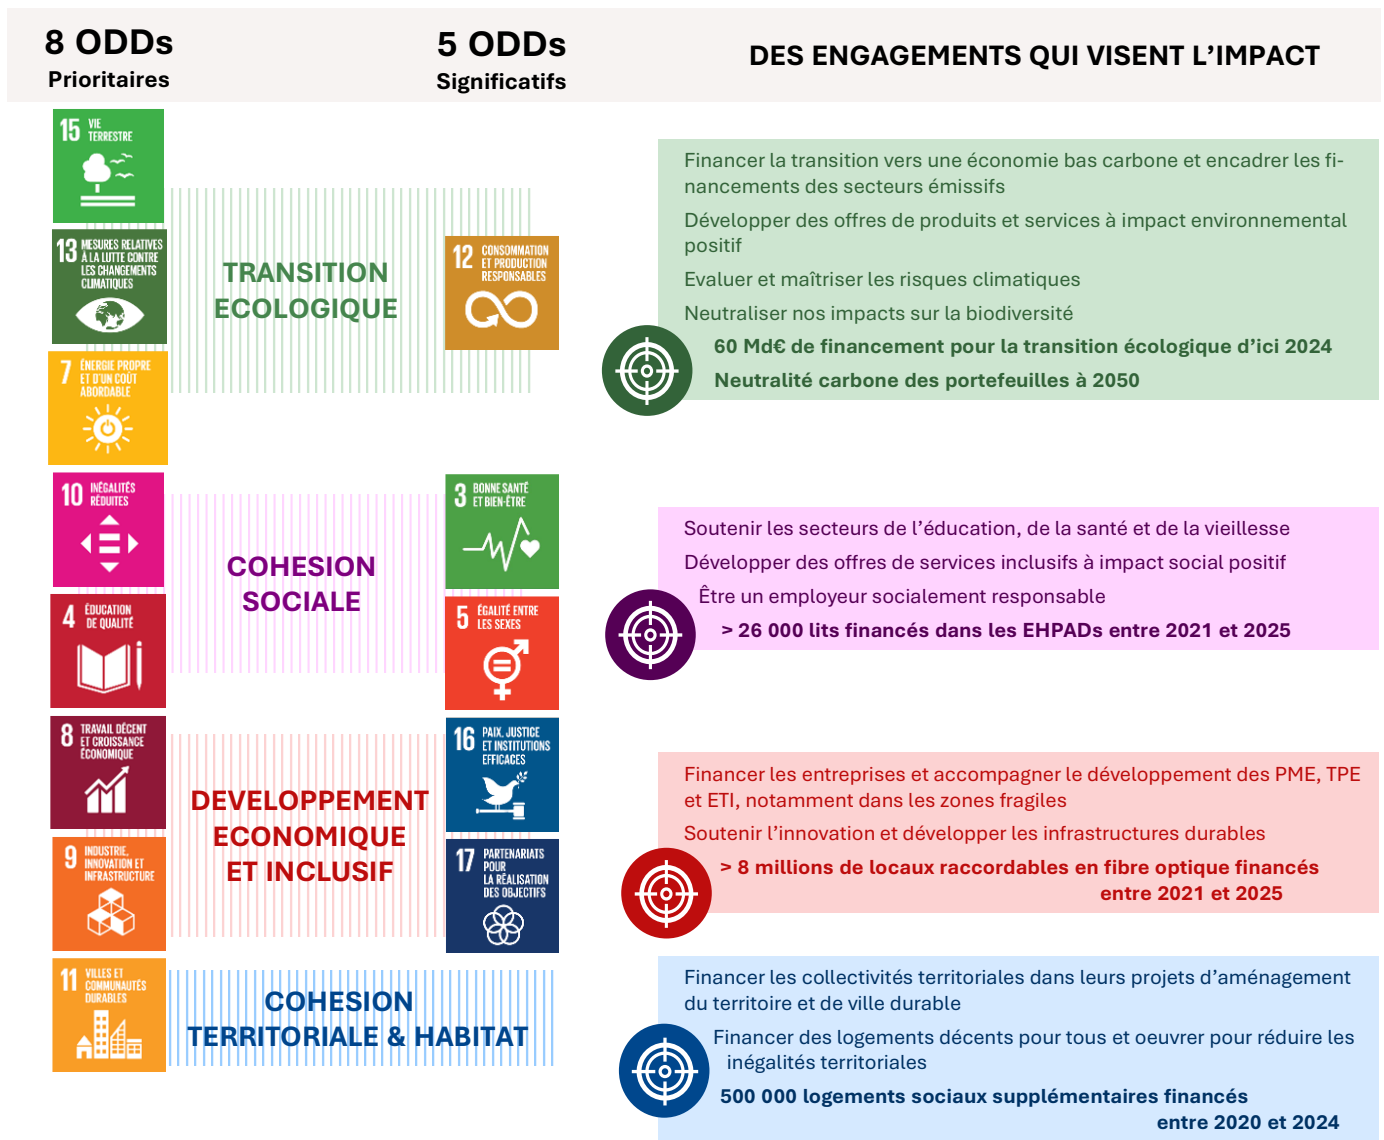 8 ODDs
Prioritaires
5 ODDs
Significatifs
DES ENGAGEMENTS QUI VISENT L’IMPACT
15 VIE
TERRESTRE
13 MESURES RELATIVES
À LA LUTTE CONTRE
LES CHANGEMENTS
CLIMATIQUES
7 ÉNERGIE PROPRE
ET D'UN COÛT
ABORDABLE
TRANSITION
ECOLOGIQUE
12 CONSOMMATION
ET PRODUCTION
RESPONSABLES
Financer la transition vers une économie bas carbone et encadrer les fi-
nancements des secteurs émissifs
Développer des offres de produits et services à impact environnemental
positif
Evaluer et maîtriser les risques climatiques
Neutraliser nos impacts sur la biodiversité
60 Md€ de financement pour la transition écologique d’ici 2024
Neutralité carbone des portefeuilles à 2050
10 INÉGALITÉS
RÉDUITES
4 ÉDUCATION
DE QUALITÉ
COHESION
SOCIALE
3 BONNE SANTÉ
ET BIEN-ÊTRE
5 ÉGALITÉ ENTRE
LES SEXES
Soutenir les secteurs de l’éducation, de la santé et de la vieillesse
Développer des offres de services inclusifs à impact social positif
Être un employeur socialement responsable
> 26 000 lits financés dans les EHPADs entre 2021 et 2025
8 TRAVAIL DÉCENT
ET CROISSANCE
ÉCONOMIQUE
9 INDUSTRIE,
INNOVATION ET
INFRASTRUCTURE
DEVELOPPEMENT
ECONOMIQUE
ET INCLUSIF
16 PAIX, JUSTICE
ET INSTITUTIONS
EFFICACES
17 PARTENARIATS
POUR
LA RÉALISATION
DES OBJECTIFS
Financer les entreprises et accompagner le développement des PME, TPE
et ETI, notamment dans les zones fragiles
Soutenir l’innovation et développer les infrastructures durables
> 8 millions de locaux raccordables en fibre optique financés
entre 2021 et 2025
11 VILLES ET
COMMUNAUTÉS
DURABLES
COHESION
TERRITORIALE & HABITAT
Financer les collectivités territoriales dans leurs projets d’aménagement
du territoire et de ville durable
Financer des logements décents pour tous et oeuvrer pour réduire les
inégalités territoriales
500 000 logements sociaux supplémentaires financés
entre 2020 et 2024